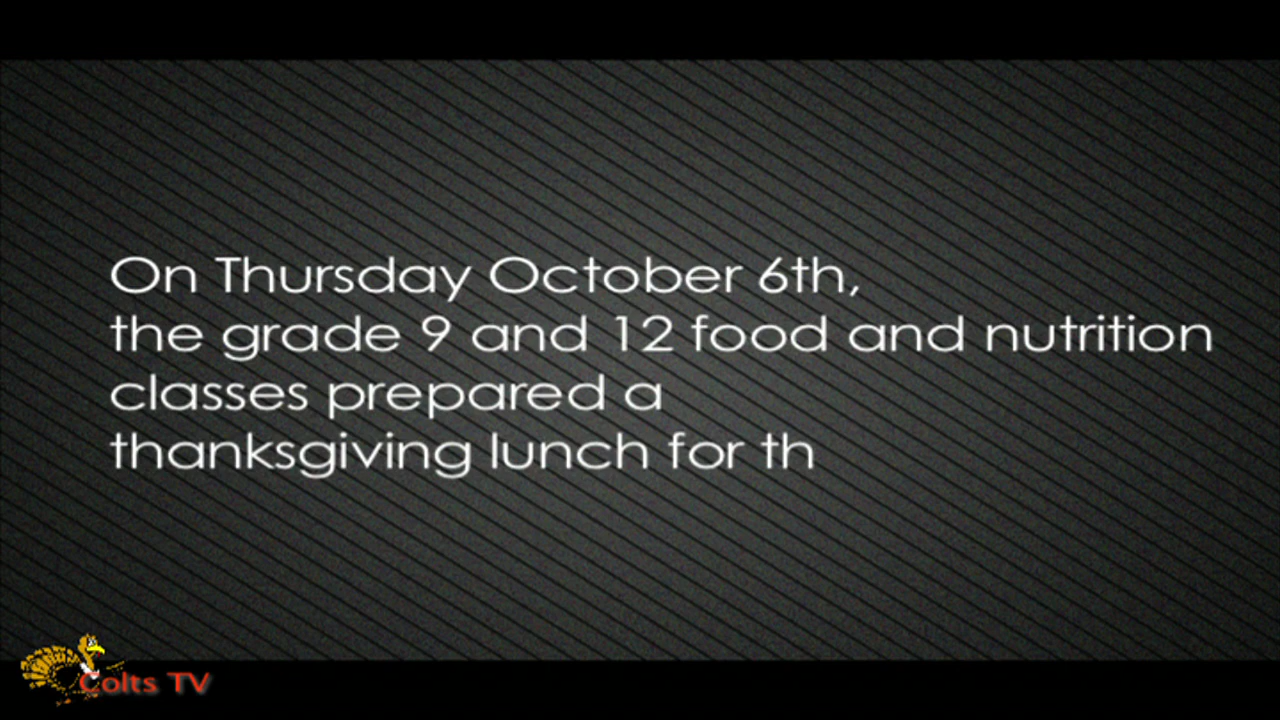 On Thursday October 6th,
the grade 9 and 12 food and nutrition
classes prepared a
thanksgiving lunch for th
Colts TV